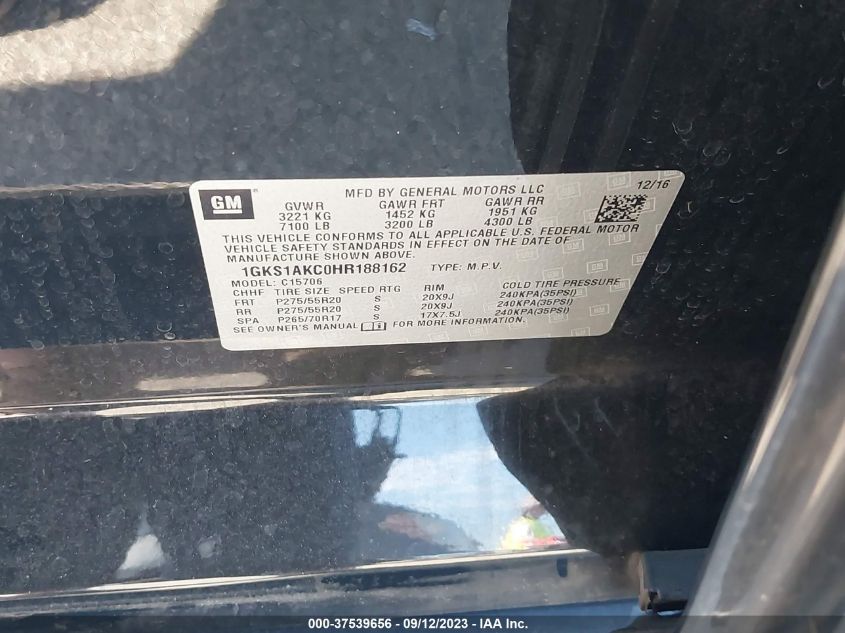 GM ®
MFD BY GENERAL MOTORS LLC 12/16
GVWR GAWR FRT GAWR RR
3221 KG 1452 KG 1951 KG
7100 LB 3200 LB 4300 LB
THIS VEHICLE CONFORMS TO ALL APPLICABLE U.S. FEDERAL MOTOR
VEHICLE SAFETY STANDARDS IN EFFECT ON THE DATE OF
MANUFACTURE SHOWN ABOVE.
1GKS1AKC0HR188162 TYPE: M.P.V.
MODEL: C15706
CHHF TIRE SIZE SPEED RTG RIM COLD TIRE PRESSURE
FRT P275/55R20 S 20X9J 240KPA(35PSI)
RR P275/55R20 S 20X9J 240KPA(35PSI)
SPA P265/70R17 S 17X7.5J 240KPA(35PSI)
SEE OWNER'S MANUAL FOR MORE INFORMATION.
000-37539656 - 09/12/2023 - IAA Inc.